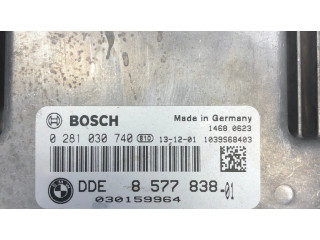 BOSCH
Made in Germany
1468 0623
0 281 030 740 B10 13-12-01 1039S68403
DDE 8 577 838-01
030159964